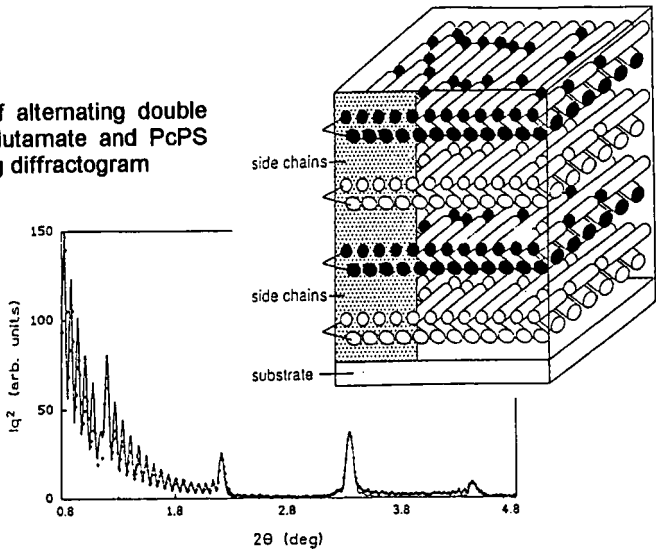 f alternating double
lutamate and PcPS
g diffractogram
side chains
side chains
substrate
150
100
50
0
Iq² (arb. units)
0.8 1.8 2.8 3.8 4.8
2θ (deg)